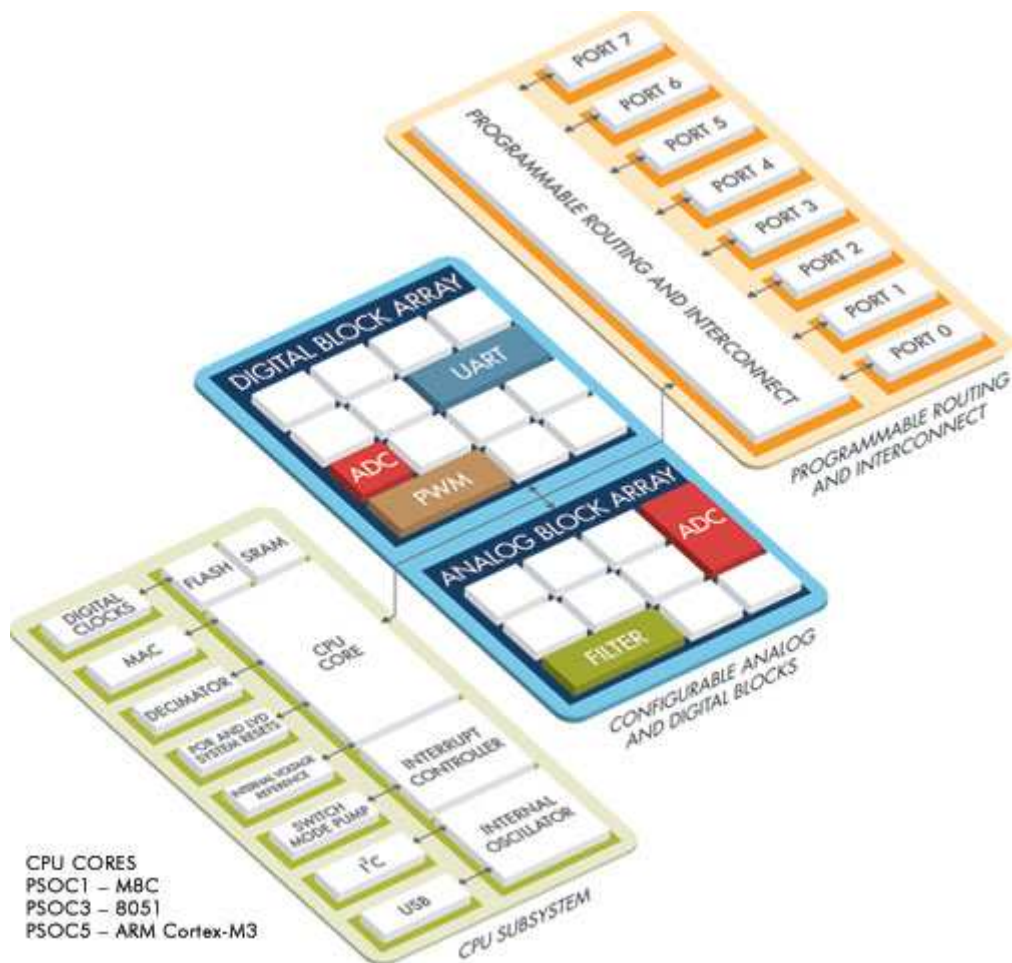 PORT 7
PORT 6
PORT 5
PORT 4
PORT 3
PORT 2
PORT 1
PORT 0
PROGRAMMABLE ROUTING AND INTERCONNECT
PROGRAMMABLE ROUTING
AND INTERCONNECT
DIGITAL BLOCK ARRAY
UART
ADC
PWM
ANALOG BLOCK ARRAY
ADC
FILTER
CONFIGURABLE ANALOG
AND DIGITAL BLOCKS
FLASH
SRAM
CPU
CORE
INTERRUPT
CONTROLLER
INTERNAL
OSCILLATOR
DIGITAL
CLOCKS
MAC
DECIMATOR
POR AND LVD
SYSTEM RESETS
INTERNAL VOLTAGE
REFERENCE
SWITCH
MODE PUMP
I²C
USB
CPU SUBSYSTEM
CPU CORES
PSOC1 – M8C
PSOC3 – 8051
PSOC5 – ARM Cortex-M3